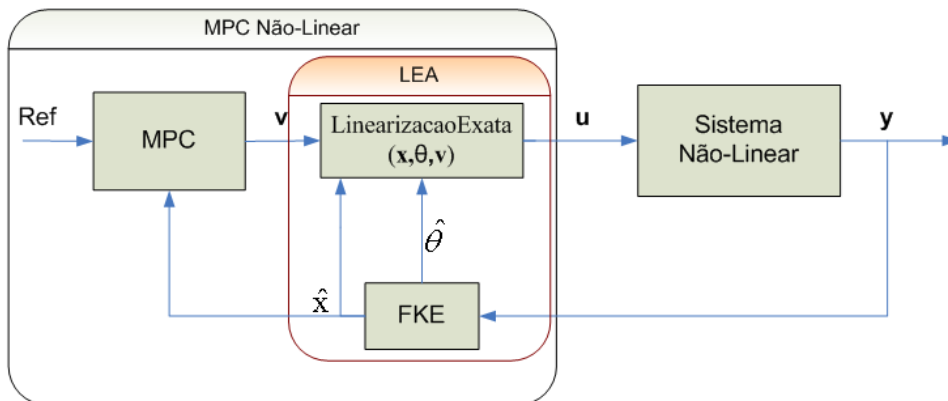 MPC Não-Linear
LEA
Ref
MPC
v
LinearizacaoExata
(x,θ,v)
u
Sistema
Não-Linear
y
θ̂
x̂
FKE